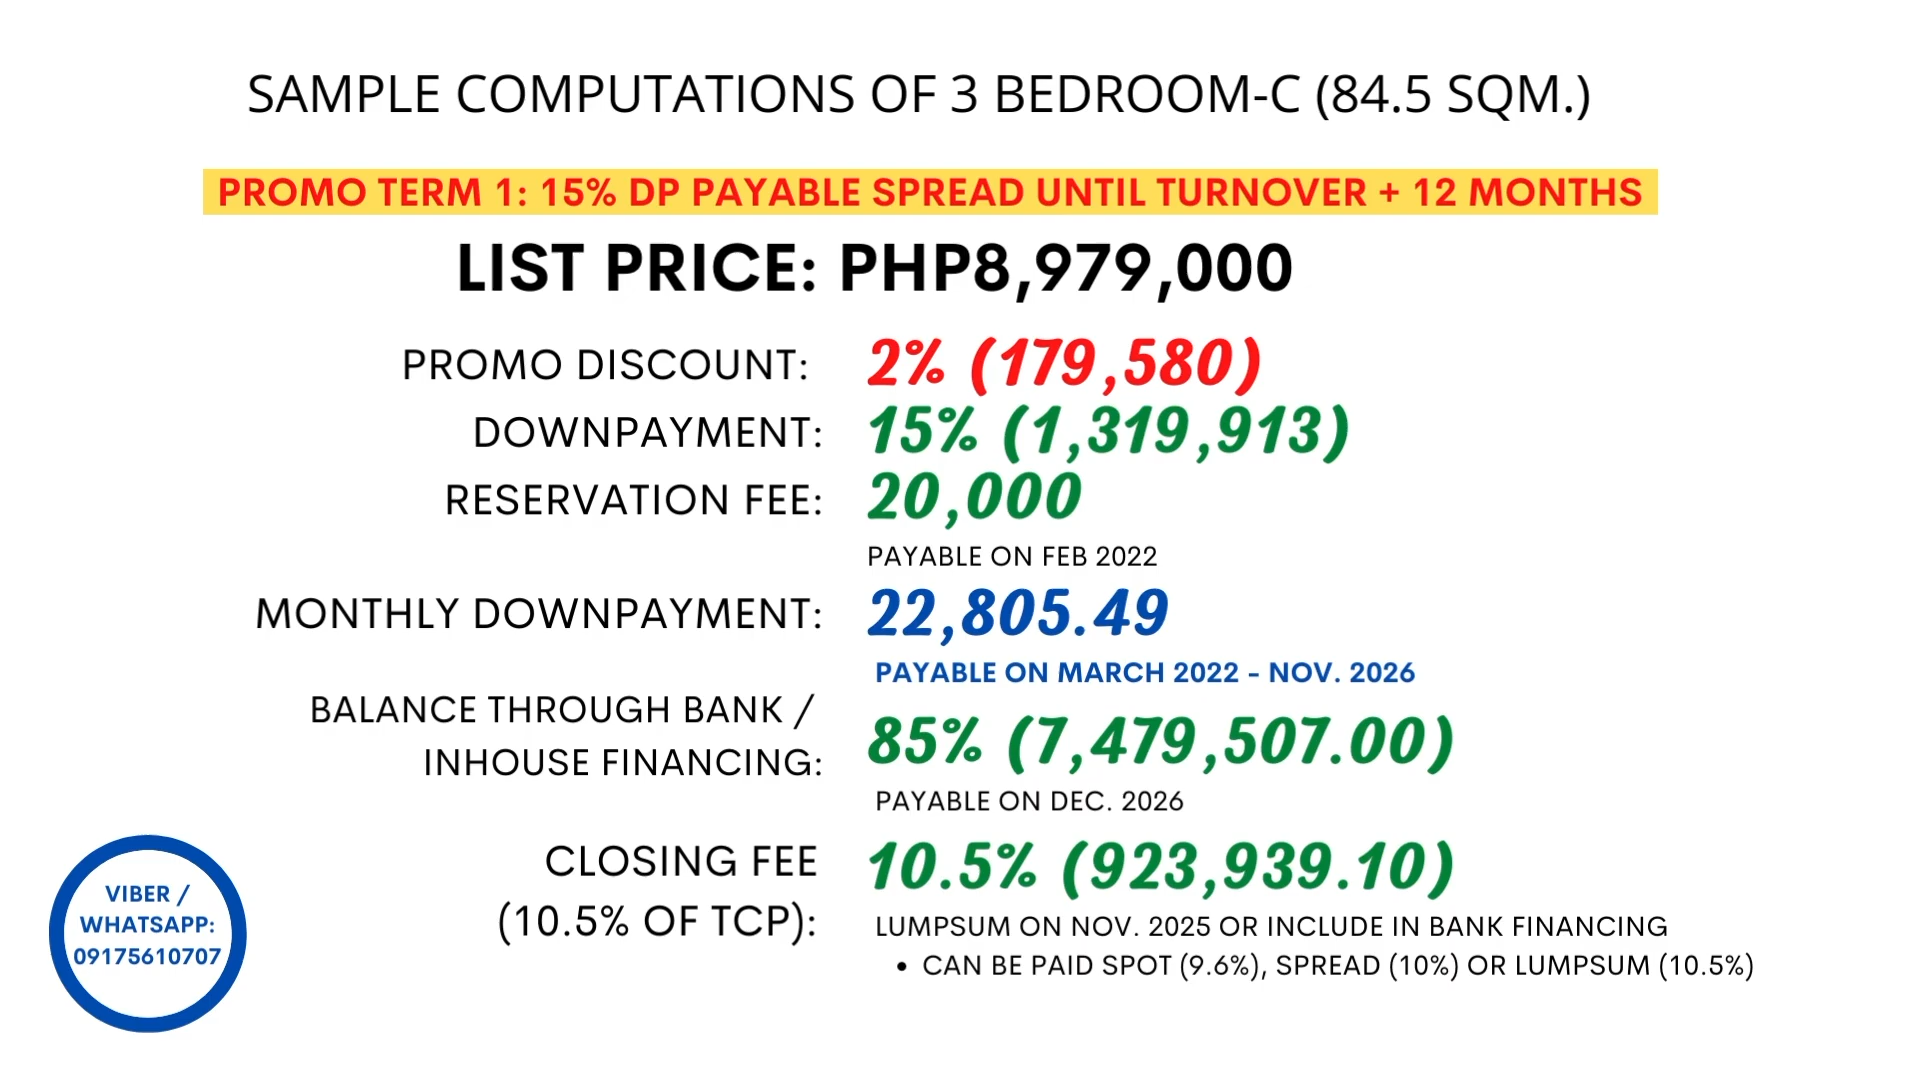 SAMPLE COMPUTATIONS OF 3 BEDROOM-C (84.5 SQM.)
PROMO TERM 1: 15% DP PAYABLE SPREAD UNTIL TURNOVER + 12 MONTHS
LIST PRICE: PHP8,979,000
PROMO DISCOUNT: 2% (179,580)
DOWNPAYMENT: 15% (1,319,913)
RESERVATION FEE: 20,000
PAYABLE ON FEB 2022
MONTHLY DOWNPAYMENT: 22,805.49
PAYABLE ON MARCH 2022 - NOV. 2026
BALANCE THROUGH BANK /
INHOUSE FINANCING: 85% (7,479,507.00)
PAYABLE ON DEC. 2026
CLOSING FEE
(10.5% OF TCP): 10.5% (923,939.10)
LUMPSUM ON NOV. 2025 OR INCLUDE IN BANK FINANCING
• CAN BE PAID SPOT (9.6%), SPREAD (10%) OR LUMPSUM (10.5%)
VIBER /
WHATSAPP:
09175610707